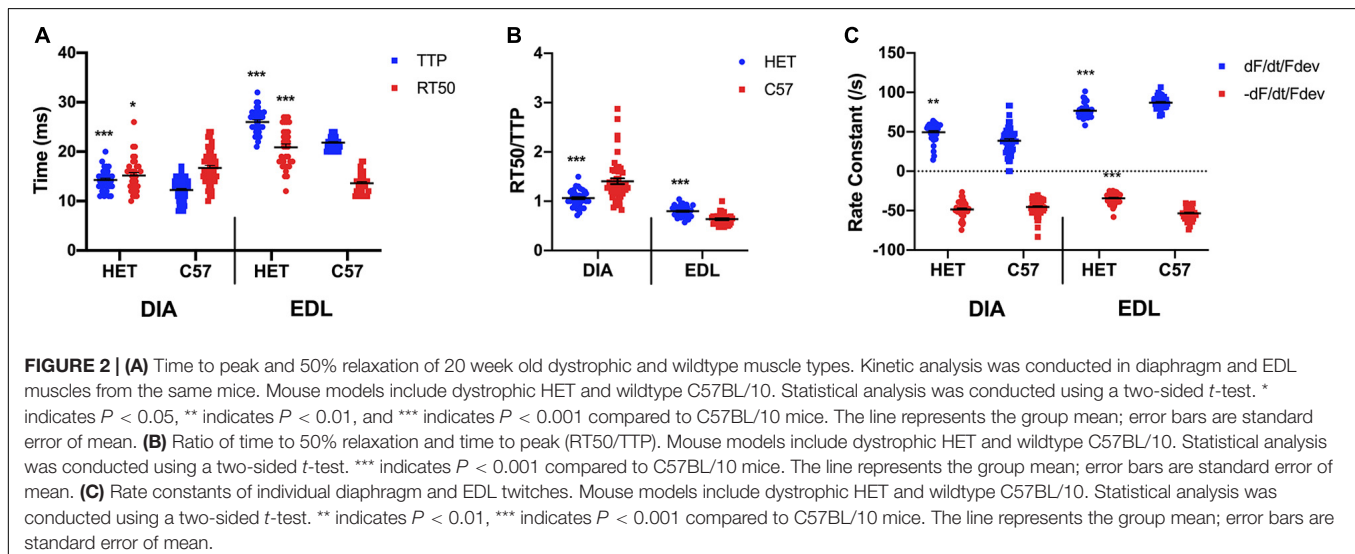 A
B
C
40
30
20
10
0
Time (ms)
***
*
***
***
TTP
RT50
HET C57 HET C57
DIA EDL
4
3
2
1
0
RT50/TTP
***
***
HET
C57
DIA EDL
100
50
0
-50
-100
Rate Constant (/s)
**
***
***
dF/dt/Fdev
-dF/dt/Fdev
HET C57 HET C57
DIA EDL
FIGURE 2 | (A) Time to peak and 50% relaxation of 20 week old dystrophic and wildtype muscle types. Kinetic analysis was conducted in diaphragm and EDL
muscles from the same mice. Mouse models include dystrophic HET and wildtype C57BL/10. Statistical analysis was conducted using a two-sided t-test. *
indicates P < 0.05, ** indicates P < 0.01, and *** indicates P < 0.001 compared to C57BL/10 mice. The line represents the group mean; error bars are standard
error of mean. (B) Ratio of time to 50% relaxation and time to peak (RT50/TTP). Mouse models include dystrophic HET and wildtype C57BL/10. Statistical analysis
was conducted using a two-sided t-test. *** indicates P < 0.001 compared to C57BL/10 mice. The line represents the group mean; error bars are standard error of
mean. (C) Rate constants of individual diaphragm and EDL twitches. Mouse models include dystrophic HET and wildtype C57BL/10. Statistical analysis was
conducted using a two-sided t-test. ** indicates P < 0.01, *** indicates P < 0.001 compared to C57BL/10 mice. The line represents the group mean; error bars are
standard error of mean.